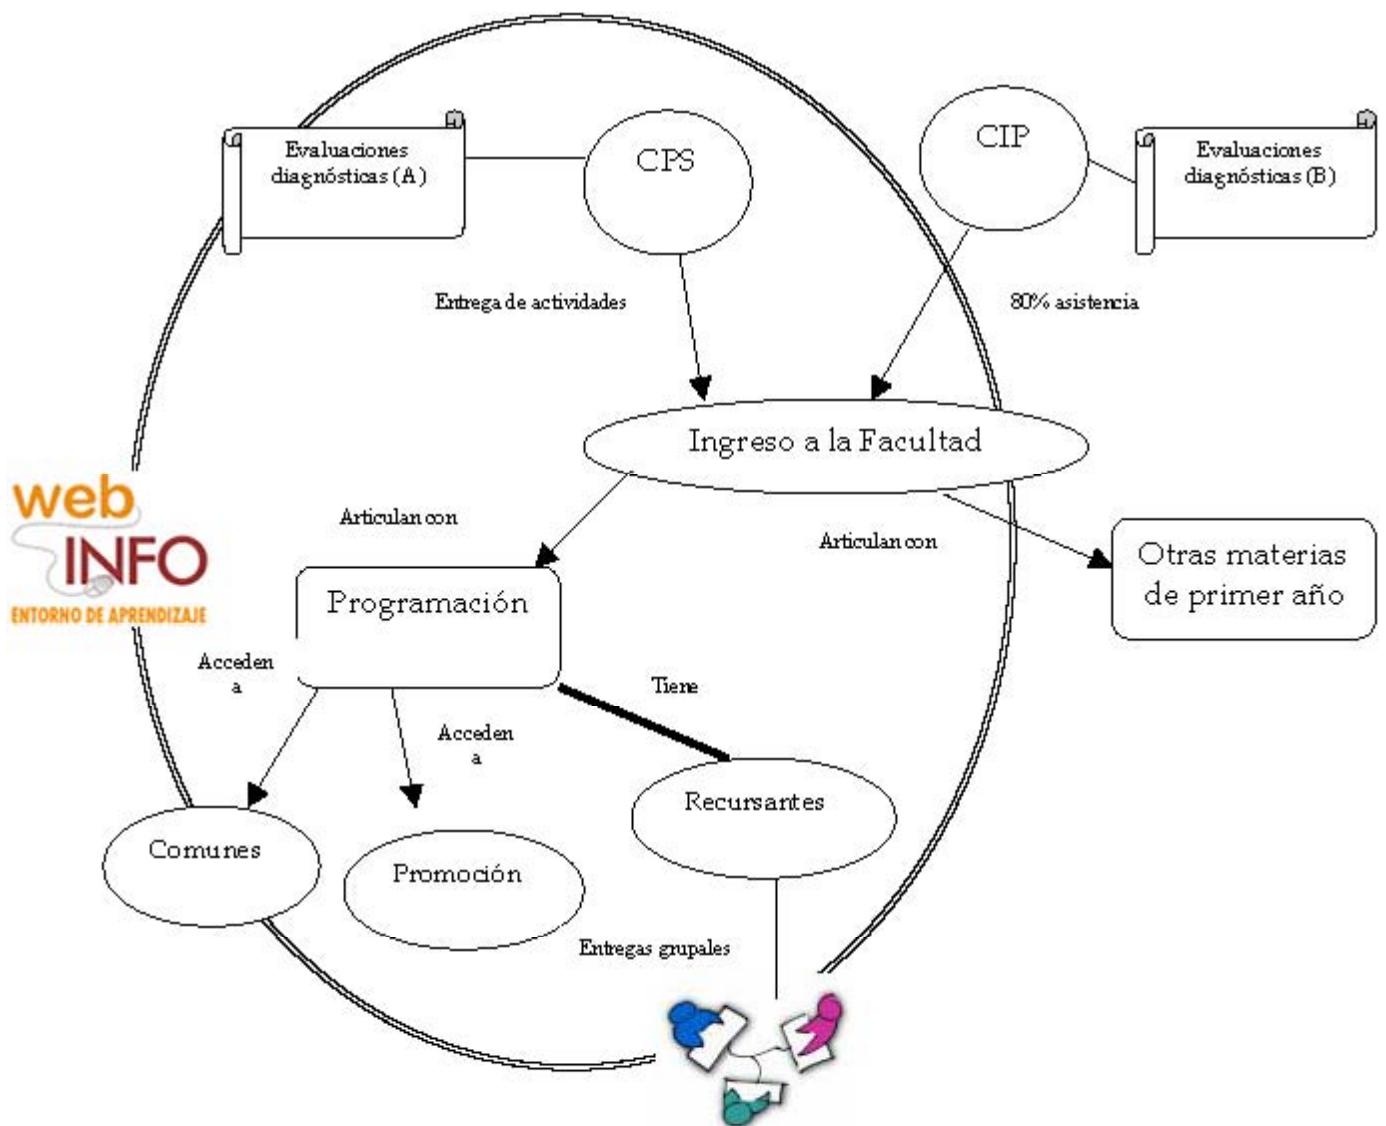 CIP
Evaluaciones
diagnósticas (A)
CPS
Evaluaciones
diagnósticas (B)
Entrega de actividades
80% asistencia
Ingreso a la Facultad
web
INFO
ENTORNO DE APRENDIZAJE
Articulan con
Articulan con
Otras materias
de primer año
Programación
Acceden
a
Tiene
Acceden
a
Recursantes
Comunes
Promoción
Entregas grupales